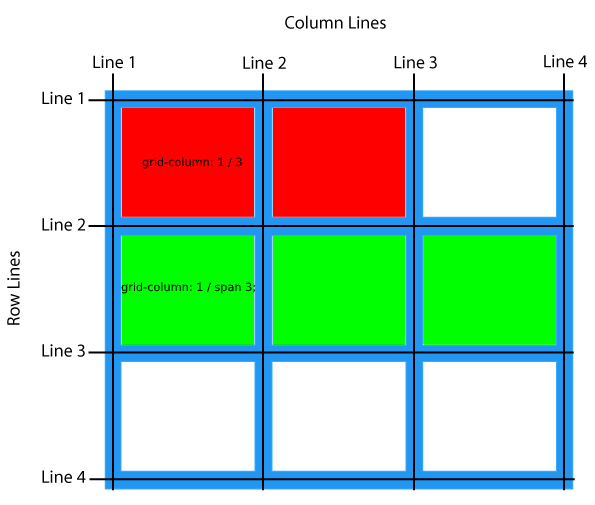 Column Lines
Line 1
Line 2
Line 3
Line 4
Line 1
grid-column: 1 / 3
Line 2
Row Lines
grid-column: 1 / span 3;
Line 3
Line 4